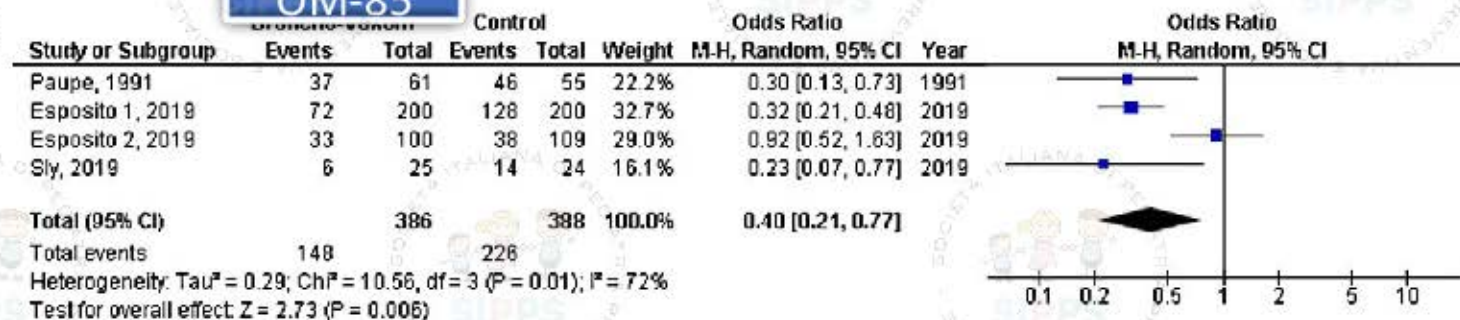 OM-85
Broncho-Vaxom Control Odds Ratio Odds Ratio
Study or Subgroup Events Total Events Total Weight M-H, Random, 95% CI Year M-H, Random, 95% CI
Paupe, 1991 37 61 46 55 22.2% 0.30 [0.13, 0.73] 1991
Esposito 1, 2019 72 200 128 200 32.7% 0.32 [0.21, 0.48] 2019
Esposito 2, 2019 33 100 38 109 29.0% 0.92 [0.52, 1.63] 2019
Sly, 2019 6 25 14 24 16.1% 0.23 [0.07, 0.77] 2019
Total (95% CI) 386 388 100.0% 0.40 [0.21, 0.77]
Total events 148 226
Heterogeneity: Tau² = 0.29; Chi² = 10.56, df = 3 (P = 0.01); I² = 72%
Test for overall effect: Z = 2.73 (P = 0.006)
0.1 0.2 0.5 1 2 5 10
SIPPS